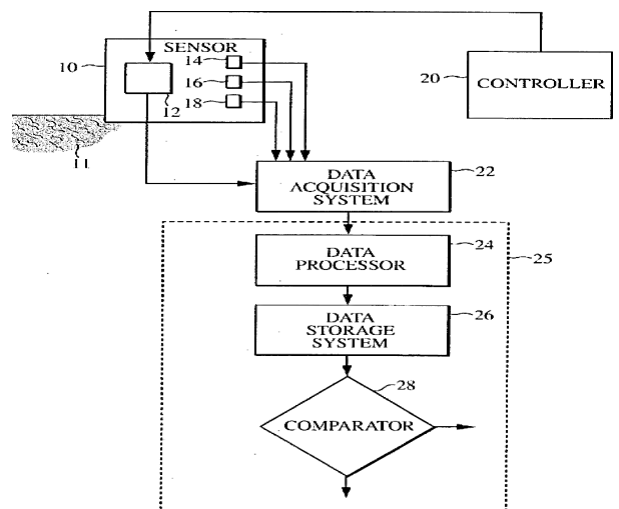 SENSOR
10
14
16
18
12
11
20
CONTROLLER
DATA
ACQUISITION
SYSTEM
22
DATA
PROCESSOR
24
25
DATA
STORAGE
SYSTEM
26
28
COMPARATOR